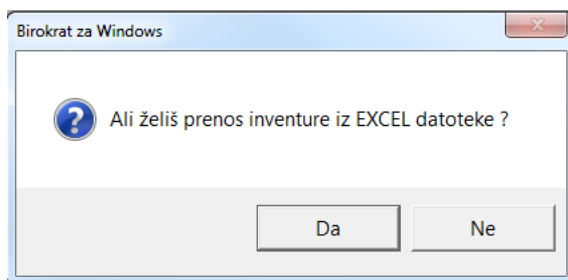 Birokrat za Windows
Ali želiš prenos inventure iz EXCEL datoteke ?
Da
Ne